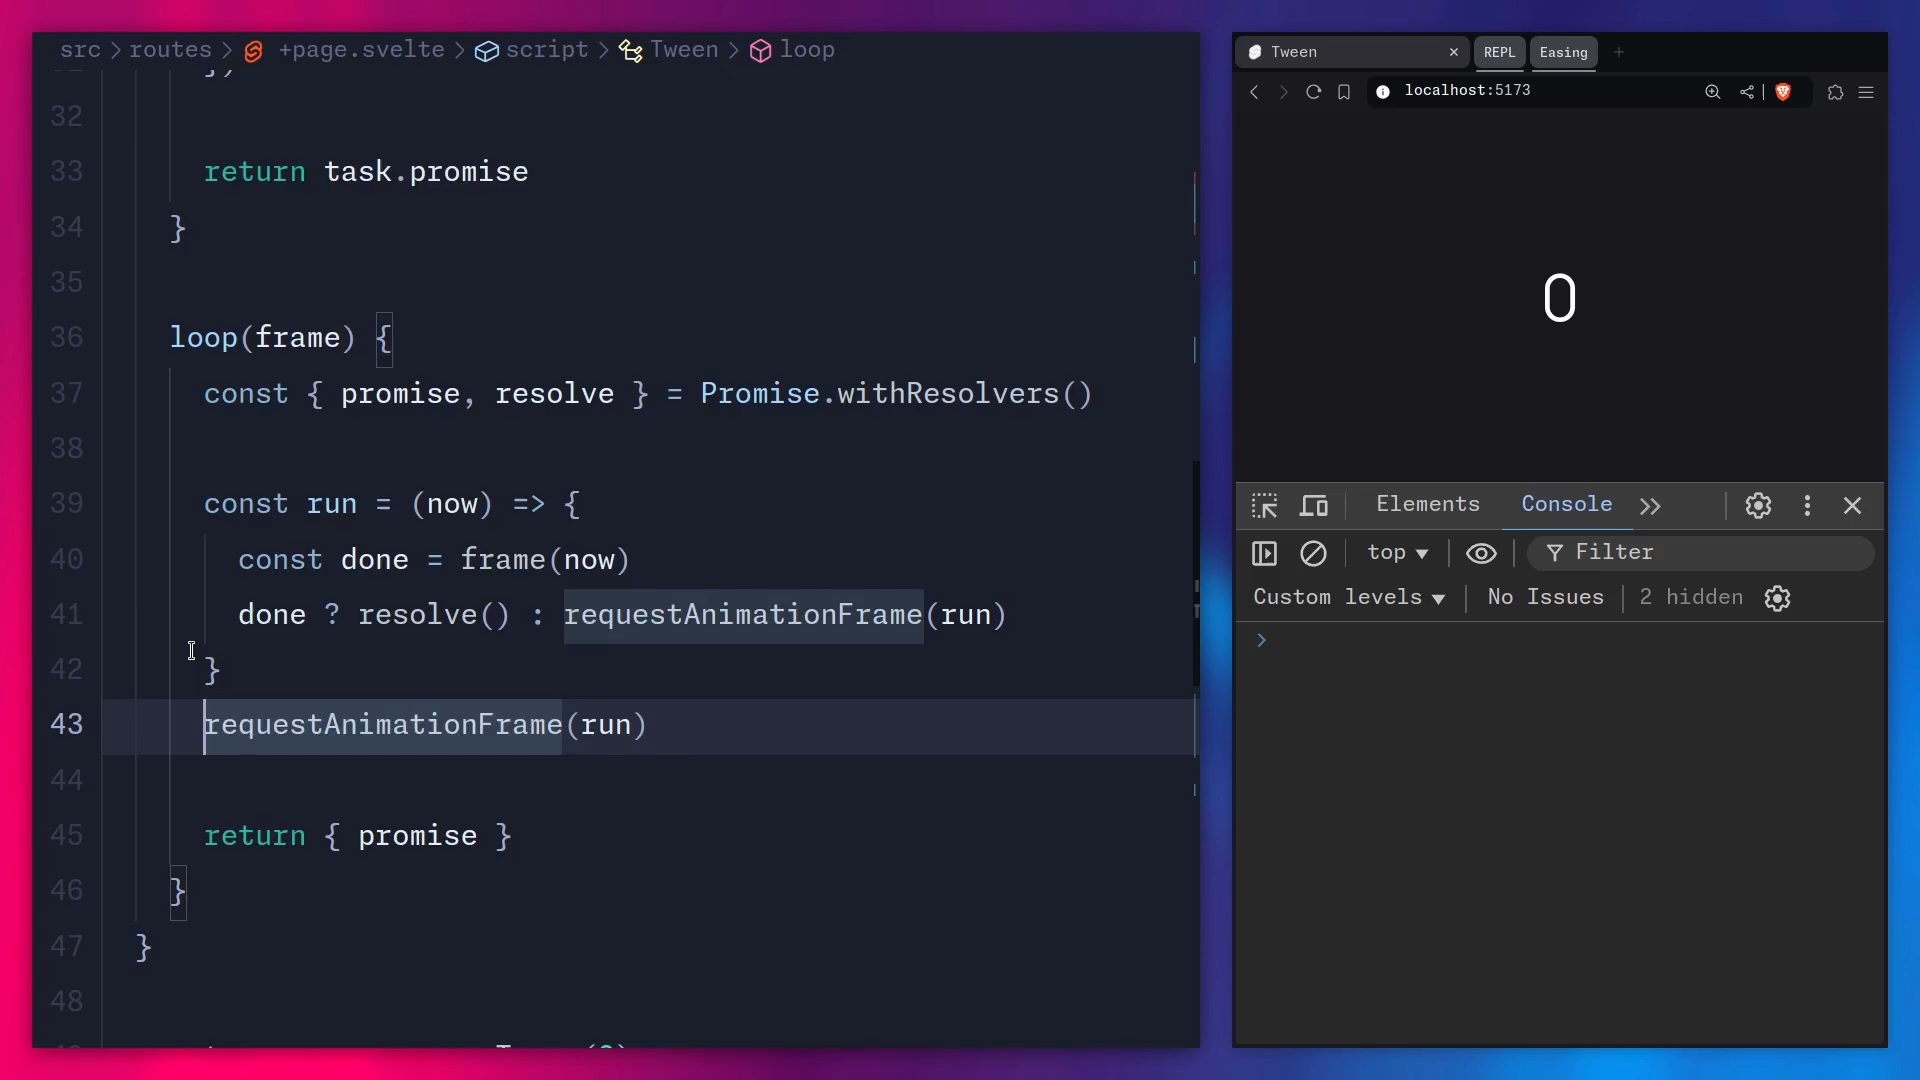 src > routes > +page.svelte > script > Tween > loop
32
33 return task.promise
34 }
35
36 loop(frame) {
37 const { promise, resolve } = Promise.withResolvers()
38
39 const run = (now) => {
40 const done = frame(now)
41 done ? resolve() : requestAnimationFrame(run)
42 }
43 requestAnimationFrame(run)
44
45 return { promise }
46 }
47 }
48
Tween × REPL Easing +
localhost:5173
0
Elements Console
top ▼ Filter
Custom levels ▼ No Issues 2 hidden
>